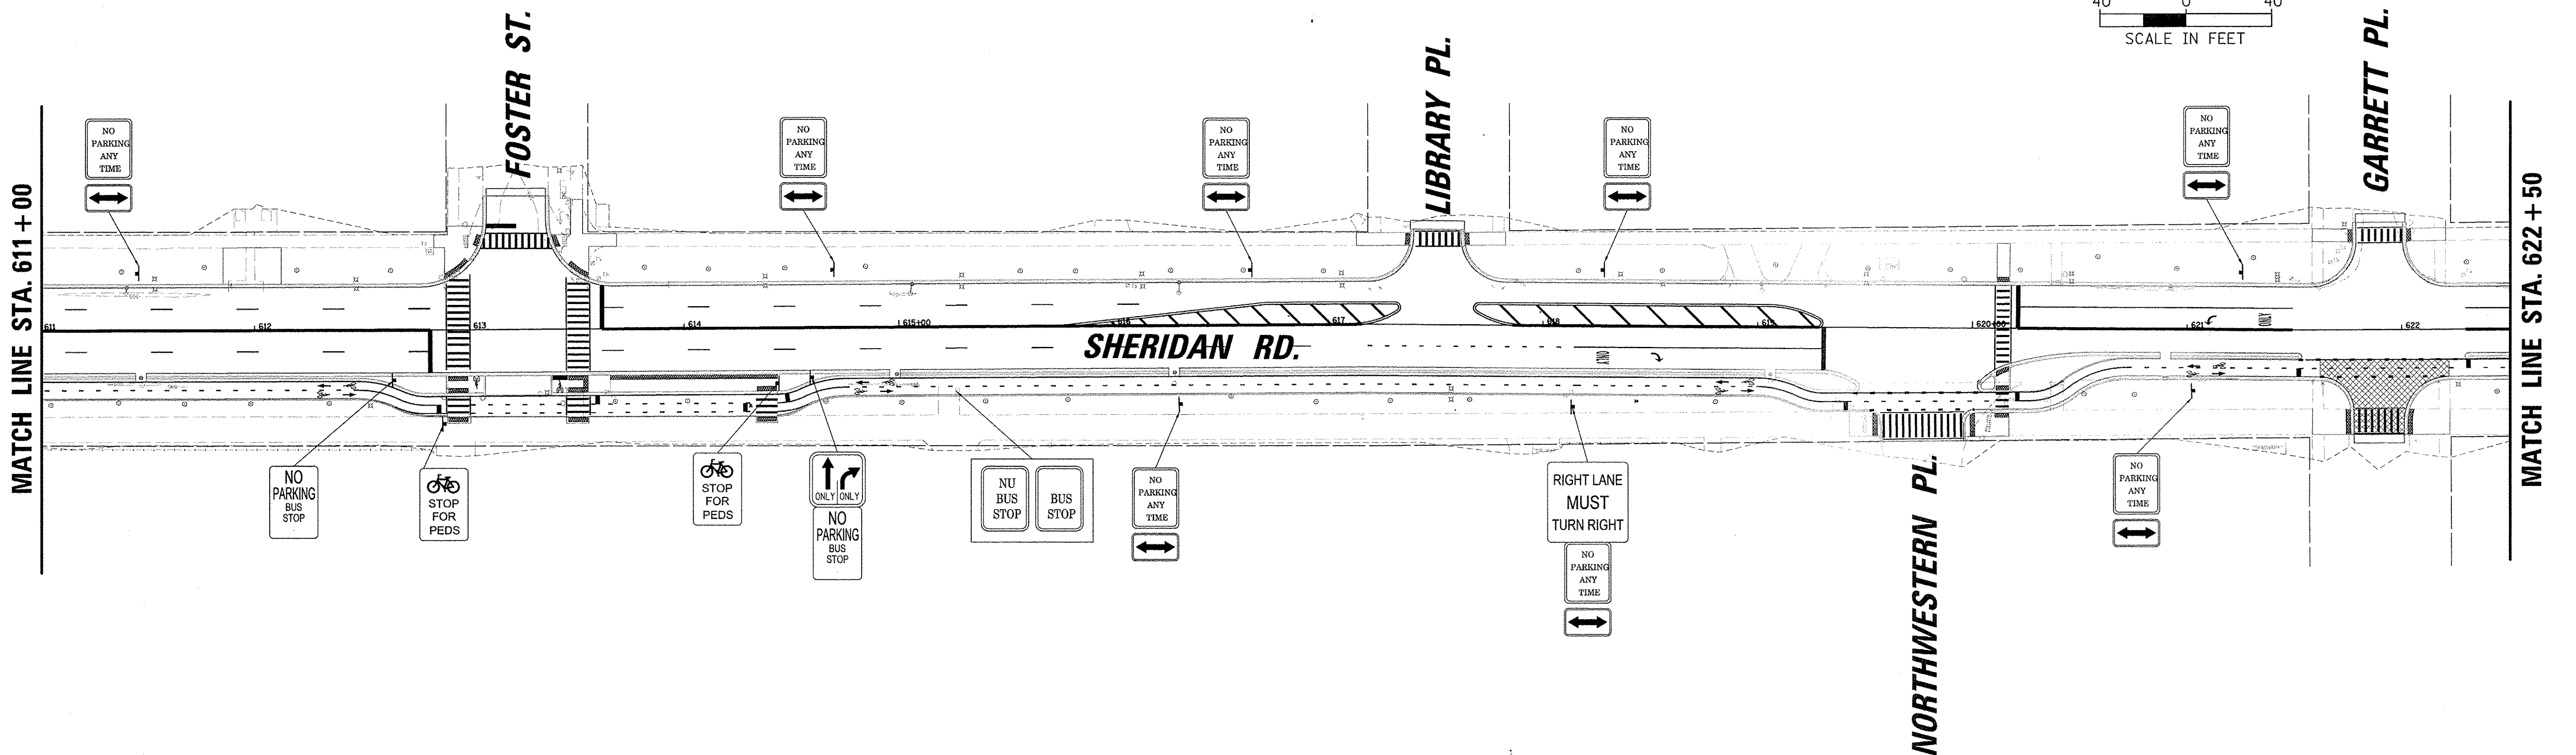 40 0 40
SCALE IN FEET
FOSTER ST.
LIBRARY PL.
GARRETT PL.
MATCH LINE STA. 611 + 00
NO
PARKING
ANY
TIME
NO
PARKING
ANY
TIME
NO
PARKING
ANY
TIME
NO
PARKING
ANY
TIME
NO
PARKING
ANY
TIME
MATCH LINE STA. 622 + 50
611
612
613
614
615+00
616
617
618
619
620+00
621
ONLY
622
SHERIDAN RD.
ONLY
NO
PARKING
BUS
STOP
STOP
FOR
PEDS
STOP
FOR
PEDS
ONLY ONLY
NO
PARKING
BUS
STOP
NU
BUS
STOP
BUS
STOP
NO
PARKING
ANY
TIME
RIGHT LANE
MUST
TURN RIGHT
NO
PARKING
ANY
TIME
NORTHWESTERN PL.
NO
PARKING
ANY
TIME